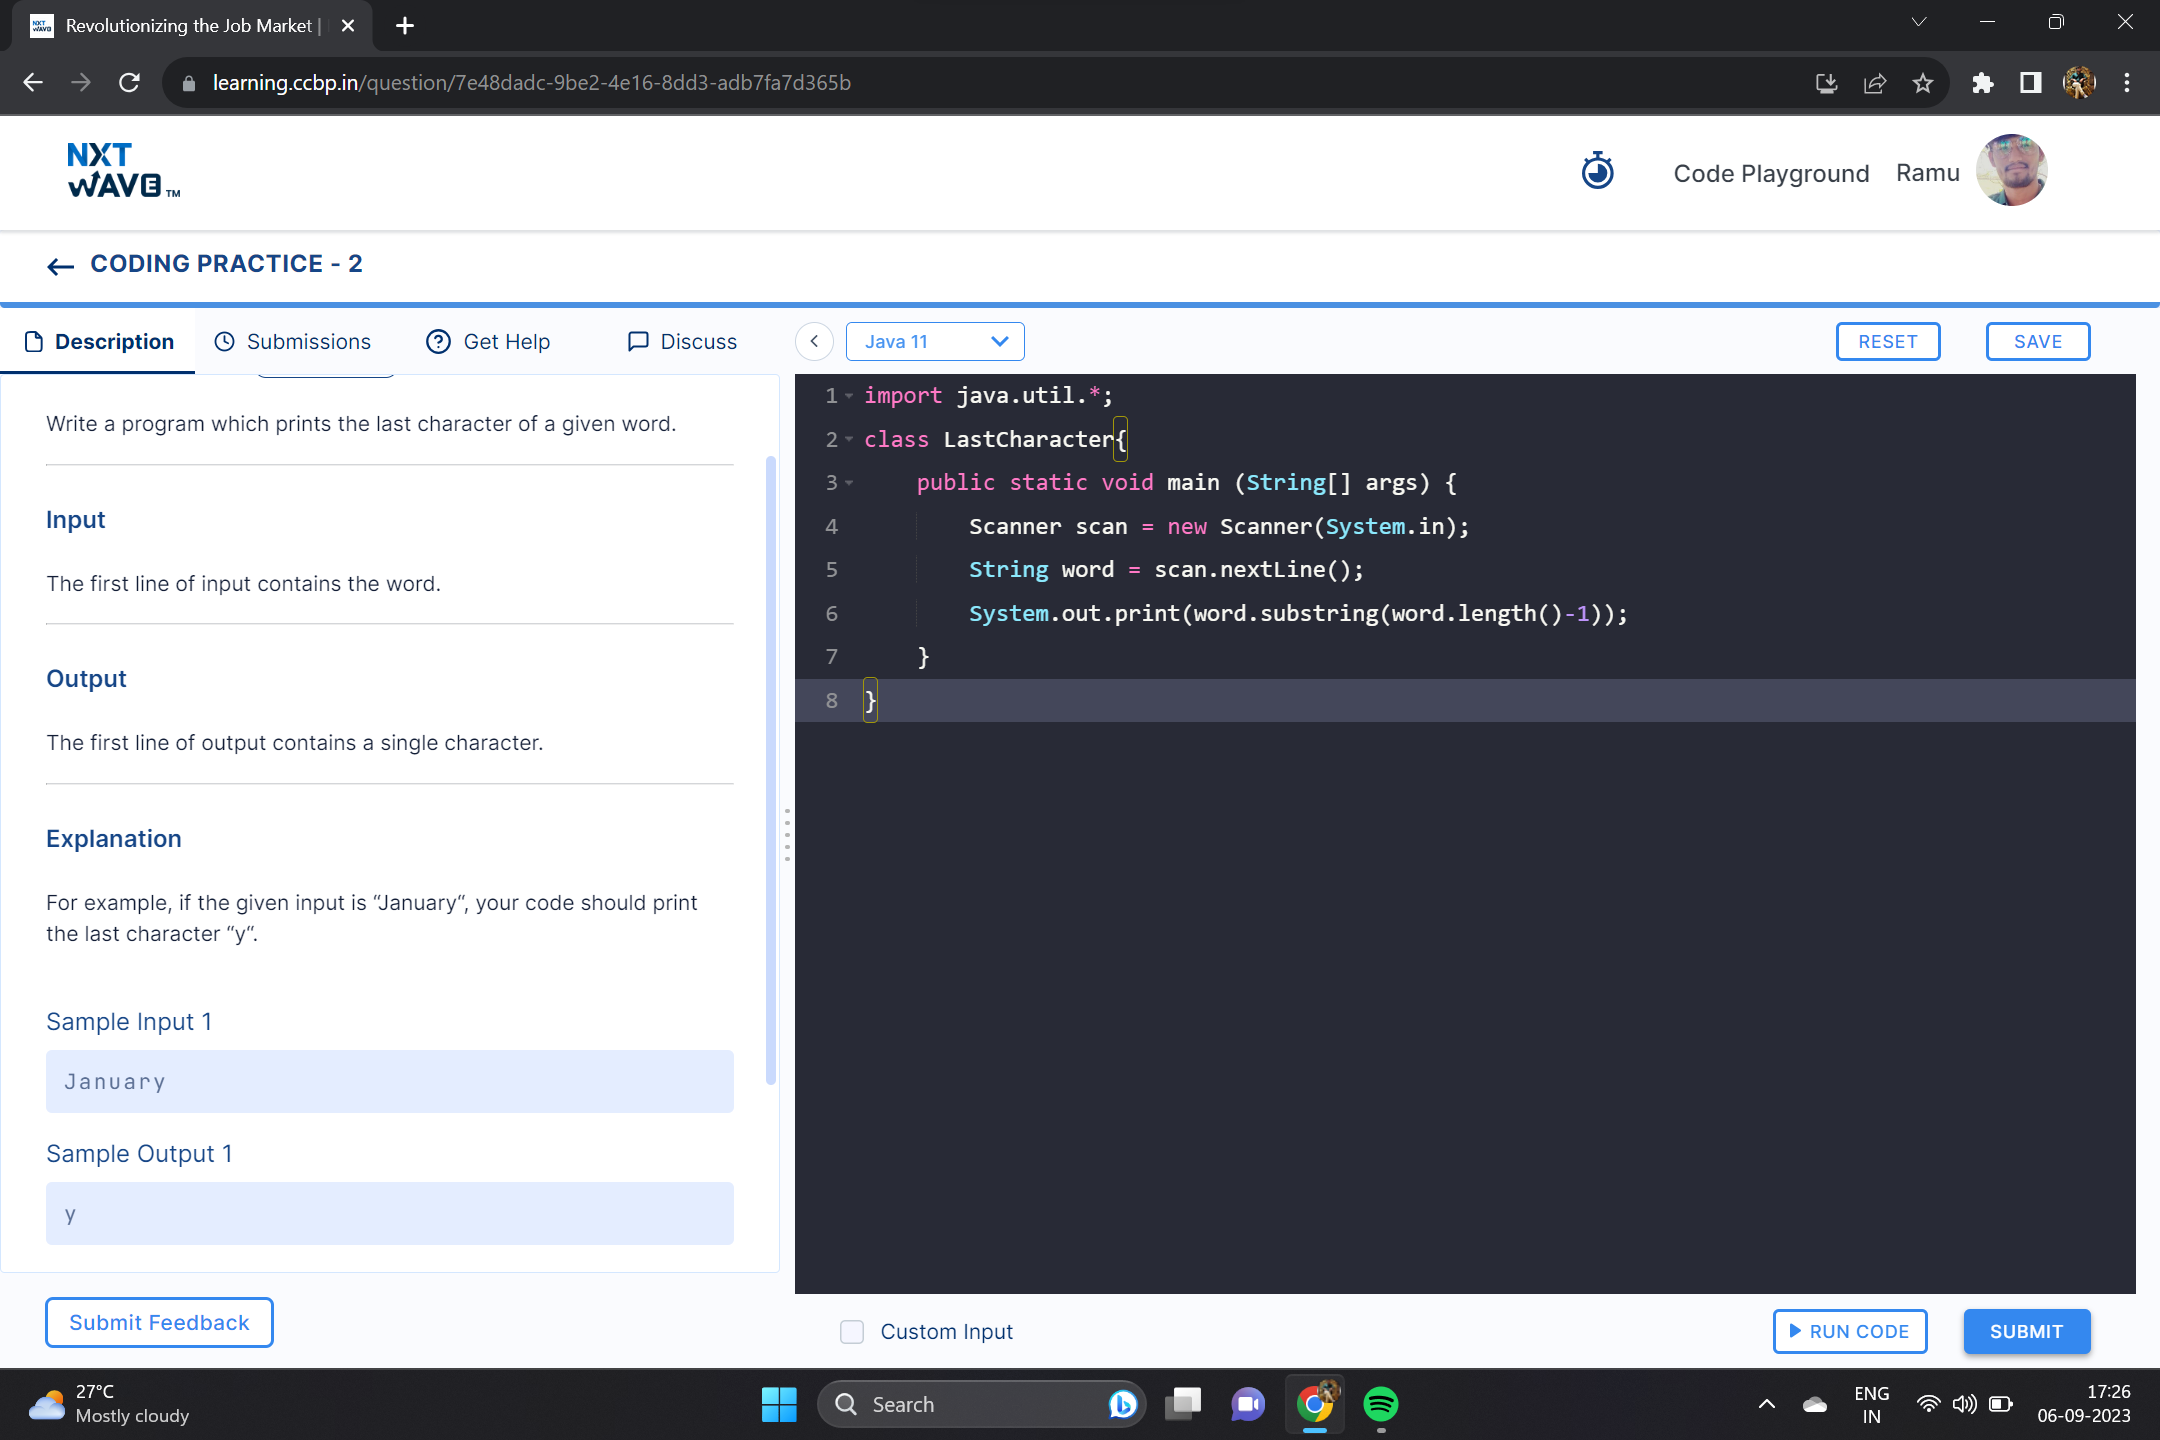 NXT WAVE
Revolutionizing the Job Market |
learning.ccbp.in/question/7e48dadc-9be2-4e16-8dd3-adb7fa7d365b
NXT
WAVE TM
Code Playground
Ramu
CODING PRACTICE - 2
Description
Submissions
Get Help
Discuss
Java 11
RESET
SAVE
Write a program which prints the last character of a given word.
Input
The first line of input contains the word.
Output
The first line of output contains a single character.
Explanation
For example, if the given input is “January“, your code should print
the last character “y“.
Sample Input 1
January
Sample Output 1
y
Submit Feedback
1 import java.util.*;
2 class LastCharacter{
3     public static void main (String[] args) {
4         Scanner scan = new Scanner(System.in);
5         String word = scan.nextLine();
6         System.out.print(word.substring(word.length()-1));
7     }
8 }
Custom Input
RUN CODE
SUBMIT
27°C
Mostly cloudy
Search
ENG
IN
17:26
06-09-2023